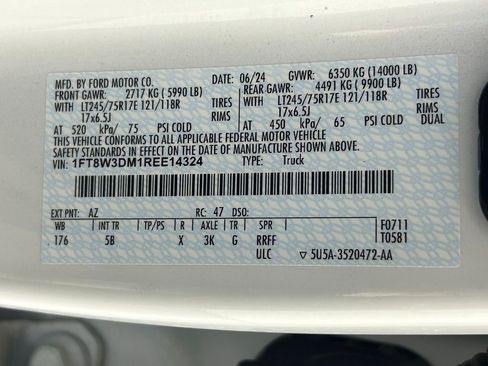 MFD. BY FORD MOTOR CO.
DATE: 06/24 GVWR: 6350 KG (14000 LB)
FRONT GAWR: 2717 KG (5990 LB) REAR GAWR: 4491 KG (9900 LB)
WITH LT245/75R17E 121/118R TIRES WITH LT245/75R17E 121/118R TIRES
17x6.5J RIMS 17x6.5J RIMS
AT 520 kPa/ 75 PSI COLD AT 450 kPa/ 65 PSI COLD DUAL
THIS VEHICLE CONFORMS TO ALL APPLICABLE FEDERAL MOTOR VEHICLE
SAFETY STANDARDS IN EFFECT ON THE DATE OF MANUFACTURE SHOWN ABOVE.
VIN: 1FT8W3DM1REE14324 TYPE: Truck
EXT PNT: AZ RC: 47 DSO: F0711
WB INT TR TP/PS R AXLE TR SPR T0581
176 5B X 3K G RRFF
ULC ▽ 5U5A-3520472-AA